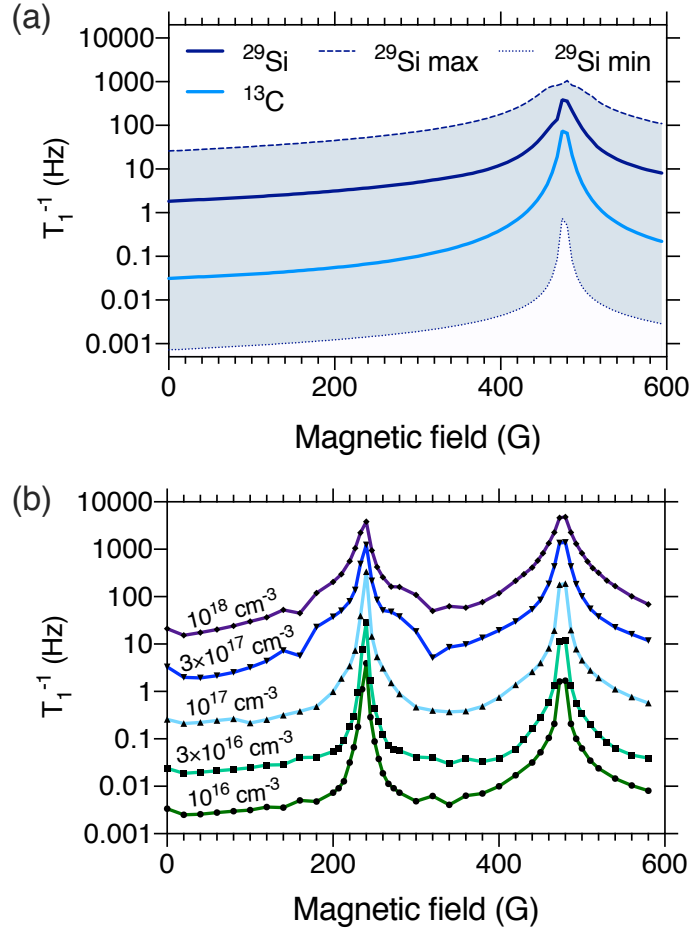 (a)
10000
1000
100
10
1
0.1
0.01
0.001
T₁⁻¹ (Hz)
²⁹Si
²⁹Si max
²⁹Si min
¹³C
0 200 400 600
Magnetic field (G)
(b)
10000
1000
100
10
1
0.1
0.01
0.001
T₁⁻¹ (Hz)
10¹⁸ cm⁻³
3×10¹⁷ cm⁻³
10¹⁷ cm⁻³
3×10¹⁶ cm⁻³
10¹⁶ cm⁻³
0 200 400 600
Magnetic field (G)